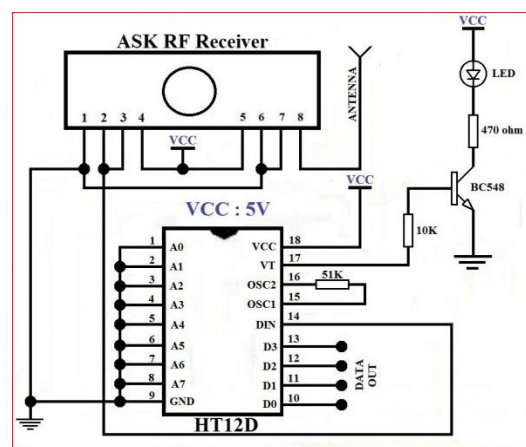 ASK RF Receiver
VCC
1 2 3 4 5 6 7 8
ANTENNA
LED
VCC
470 ohm
VCC
BC548
VCC : 5V
10K
1 A0 VCC 18
2 A1 VT 17
3 A2 OSC2 16
51K
4 A3 OSC1 15
5 A4 DIN 14
6 A5 D3 13
7 A6 D2 12
8 A7 D1 11
9 GND D0 10
DATA OUT
HT12D